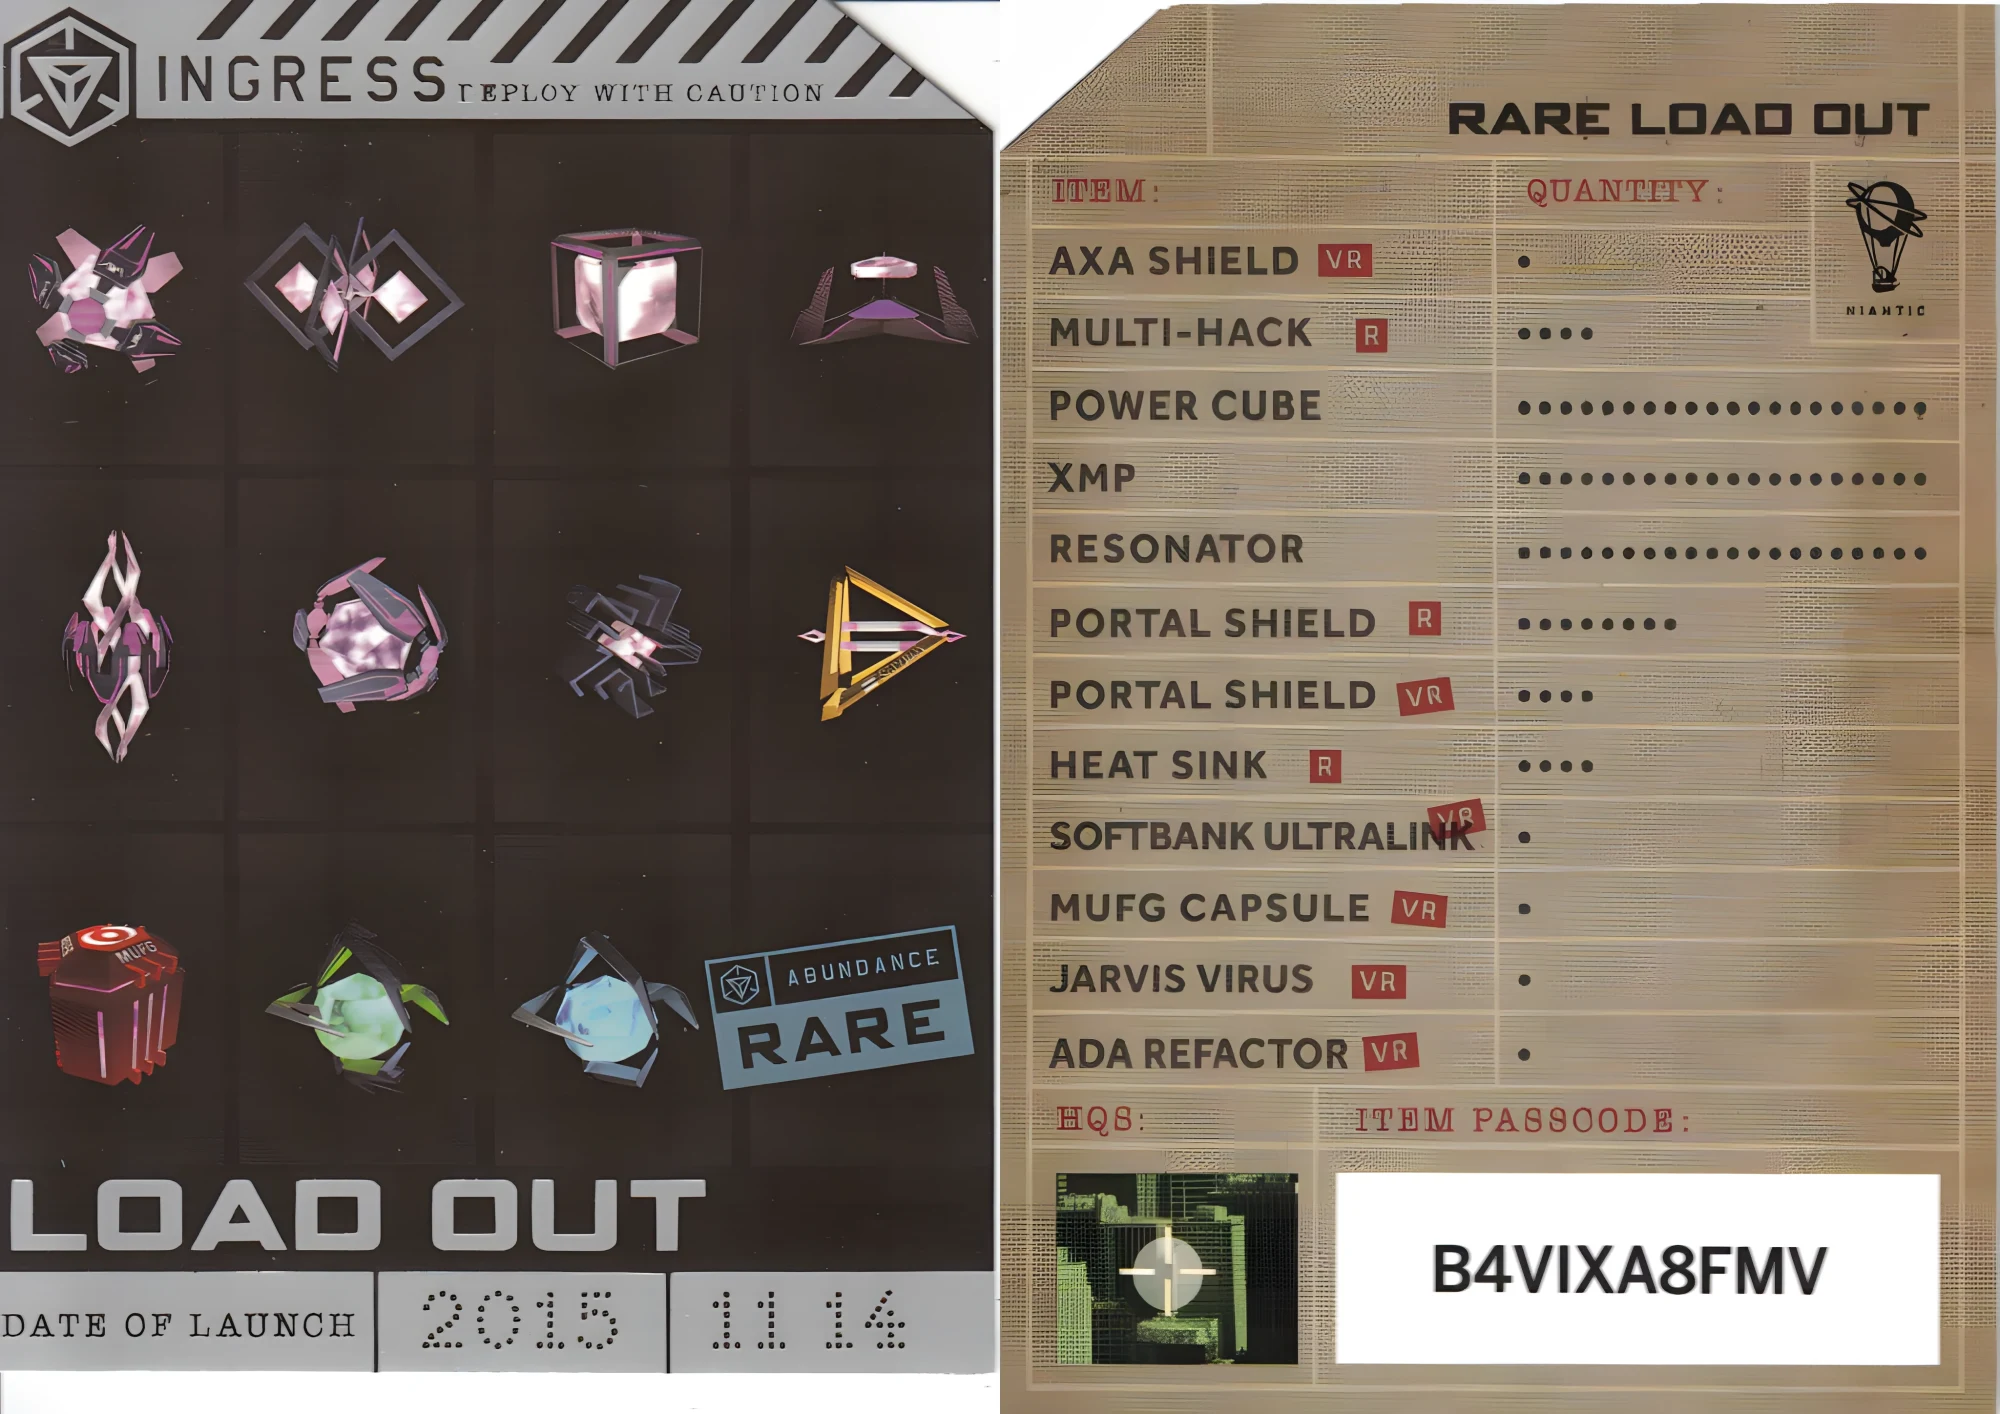 INGRESS DEPLOY WITH CAUTION
MUFG
ABUNDANCE
RARE
LOAD OUT
DATE OF LAUNCH 2015 11 14
RARE LOAD OUT
ITEM: QUANTITY:
NIANTIC
AXA SHIELD VR
MULTI-HACK R
POWER CUBE
XMP
RESONATOR
PORTAL SHIELD R
PORTAL SHIELD VR
HEAT SINK R
SOFTBANK ULTRALINK VR
MUFG CAPSULE VR
JARVIS VIRUS VR
ADA REFACTOR VR
HQS: ITEM PASSCODE:
B4VIXA8FMV